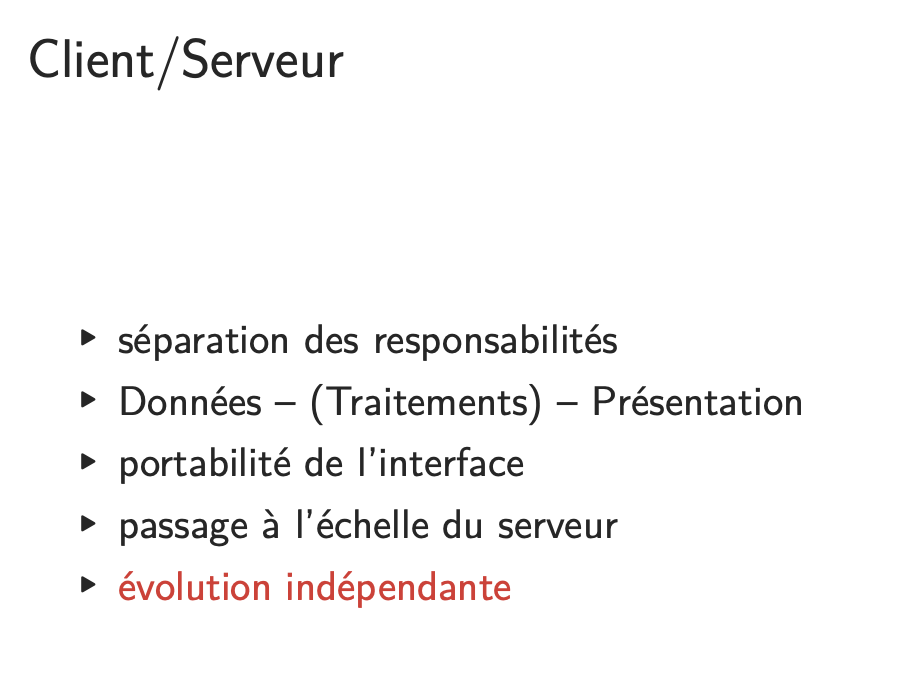 Client/Serveur
▶ séparation des responsabilités
▶ Données – (Traitements) – Présentation
▶ portabilité de l'interface
▶ passage à l'échelle du serveur
▶ évolution indépendante